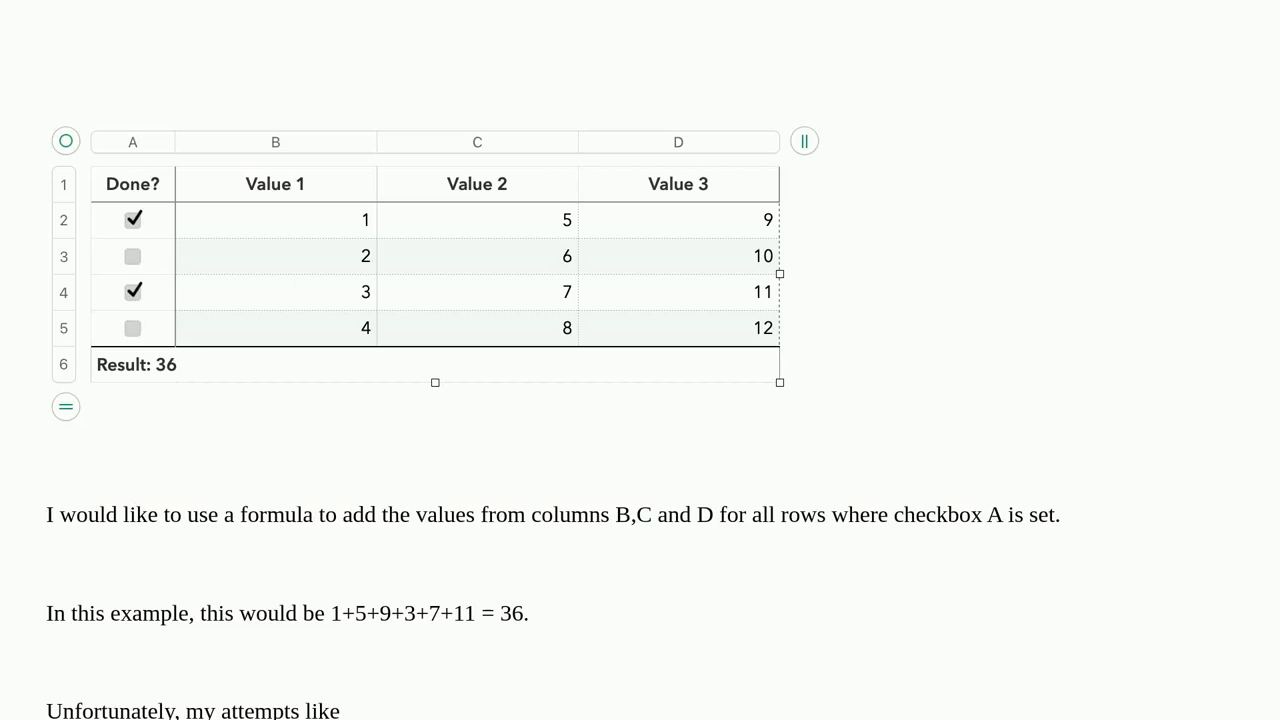 A B C D
1 Done? Value 1 Value 2 Value 3
2 1 5 9
3 2 6 10
4 3 7 11
5 4 8 12
6 Result: 36
I would like to use a formula to add the values from columns B,C and D for all rows where checkbox A is set.
In this example, this would be 1+5+9+3+7+11 = 36.
Unfortunately, my attempts like